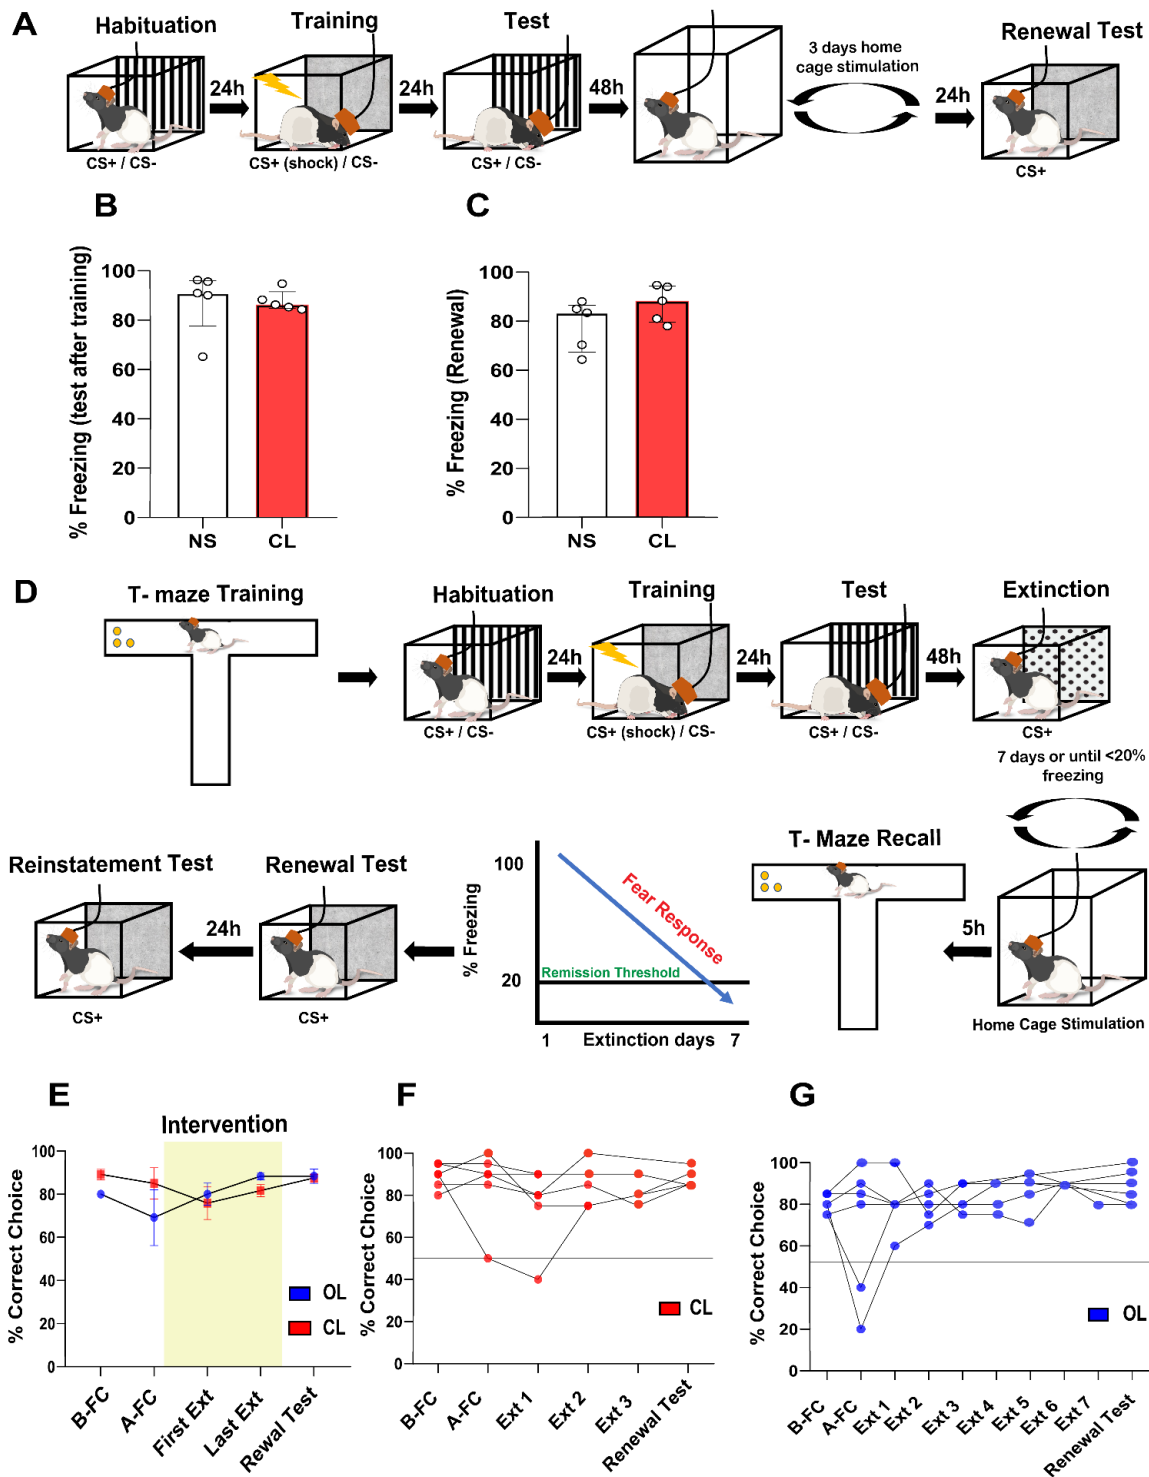 A
Habituation
Training
Test
Renewal Test
24h
24h
48h
3 days home
cage stimulation
24h
CS+ / CS-
CS+ (shock) / CS-
CS+ / CS-
CS+
B
% Freezing (test after training)
100
80
60
40
20
0
NS
CL
C
% Freezing (Renewal)
100
80
60
40
20
0
NS
CL
D
T- maze Training
Habituation
Training
Test
Extinction
24h
24h
48h
CS+ / CS-
CS+ (shock) / CS-
CS+ / CS-
CS+
7 days or until <20%
freezing
T- Maze Recall
5h
Home Cage Stimulation
Reinstatement Test
Renewal Test
24h
CS+
CS+
% Freezing
100
20
Fear Response
Remission Threshold
1
Extinction days
7
E
Intervention
% Correct Choice
100
80
60
40
20
0
OL
CL
B-FC
A-FC
First Ext
Last Ext
Rewal Test
F
% Correct Choice
100
80
60
40
20
0
CL
B-FC
A-FC
Ext 1
Ext 2
Ext 3
Renewal Test
G
% Correct Choice
100
80
60
40
20
0
OL
B-FC
A-FC
Ext 1
Ext 2
Ext 3
Ext 4
Ext 5
Ext 6
Ext 7
Renewal Test